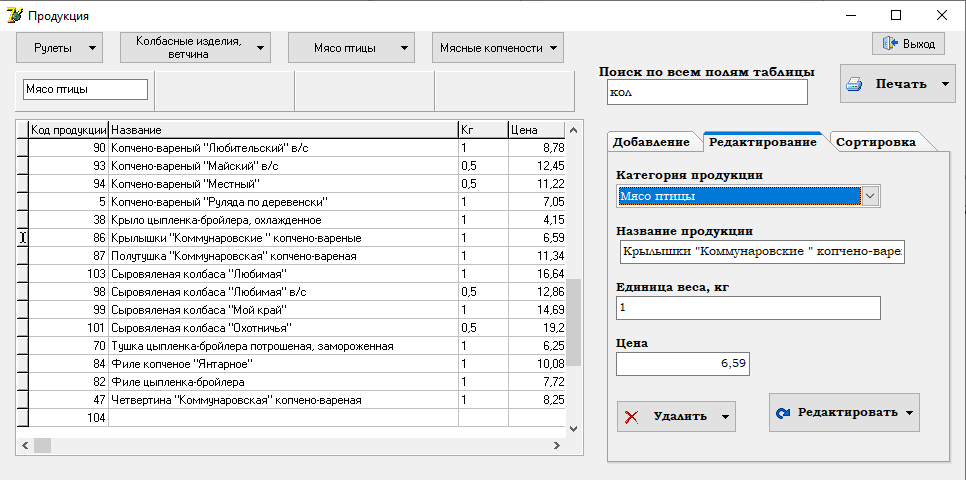 Продукция
Рулеты
Колбасные изделия,
ветчина
Мясо птицы
Мясные копчености
Выход
Мясо птицы
Поиск по всем полям таблицы
кол
Печать
Код продукции Название Кг Цена
90 Копчено-вареный "Любительский" в/с 1 8,78
93 Копчено-вареный "Майский" в/с 0,5 12,45
94 Копчено-вареный "Местный" 0,5 11,22
5 Копчено-вареный "Руляда по деревенски" 1 7,05
38 Крыло цыпленка-бройлера, охлажденное 1 4,15
86 Крылышки "Коммунаровские " копчено-вареные 1 6,59
87 Полутушка "Коммунаровская" копчено-вареная 1 11,34
103 Сыровяленая колбаса "Любимая" 1 16,64
98 Сыровяленая колбаса "Любимая" в/с 0,5 12,86
99 Сыровяленая колбаса "Мой край" 1 14,69
101 Сыровяленая колбаса "Охотничья" 0,5 19,2
70 Тушка цыпленка-бройлера потрошеная, замороженная 1 6,25
84 Филе копченое "Янтарное" 1 10,08
82 Филе цыпленка-бройлера 1 7,72
47 Четвертина "Коммунаровская" копчено-вареная 1 8,25
104
Добавление Редактирование Сортировка
Категория продукции
Мясо птицы
Название продукции
Крылышки "Коммунаровские " копчено-варе
Единица веса, кг
1
Цена
6,59
Удалить
Редактировать